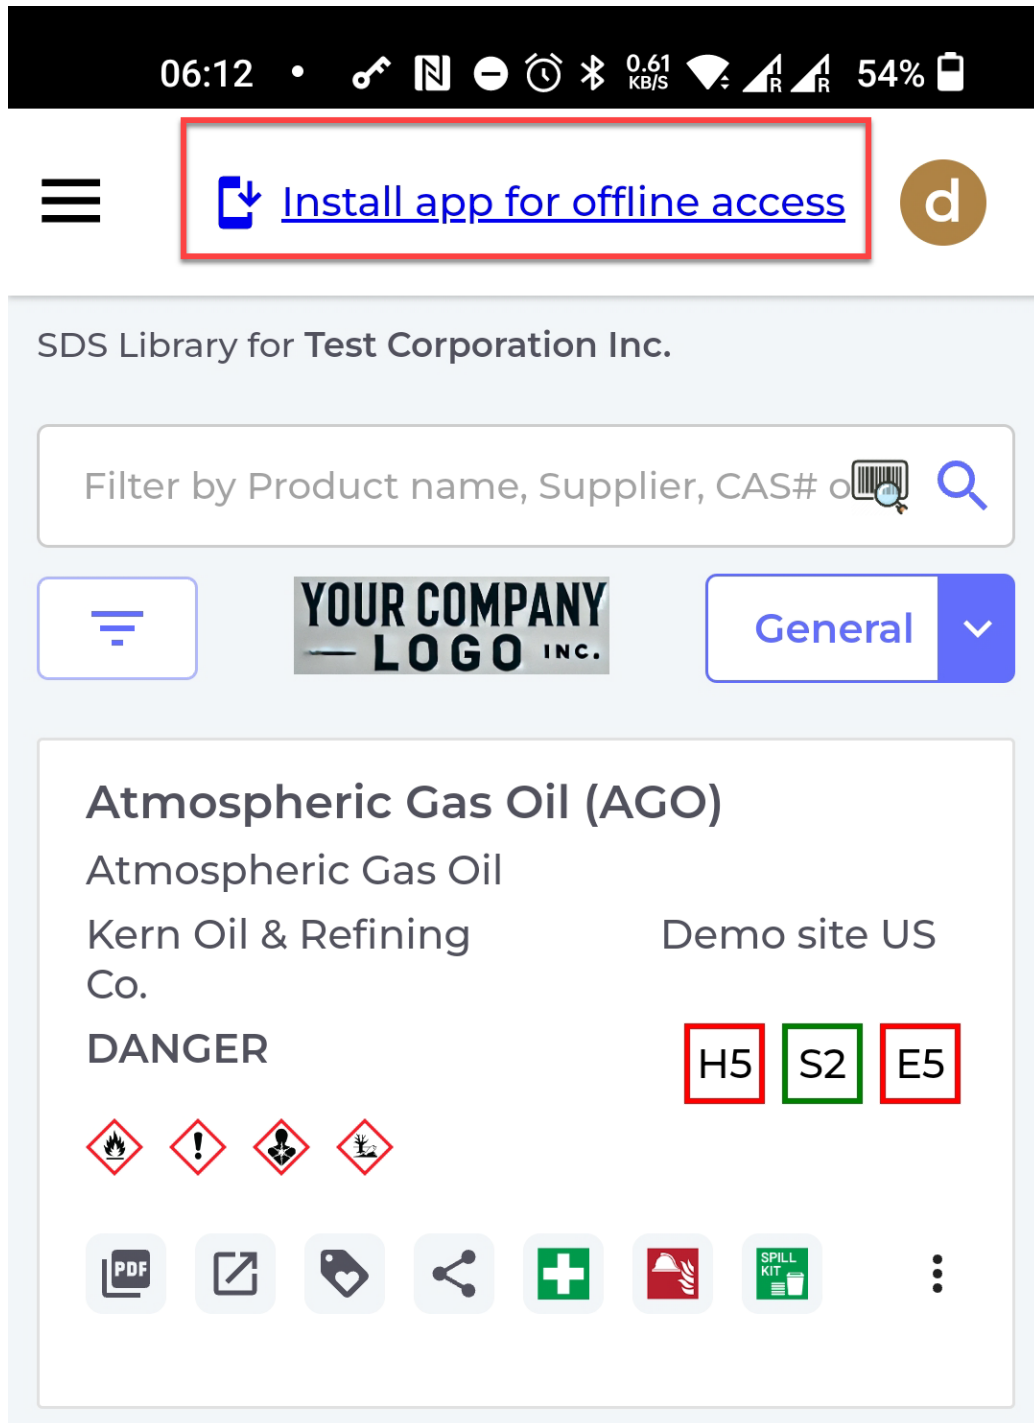 06:12 • 0.61 KB/S R R 54%
Install app for offline access
d
SDS Library for Test Corporation Inc.
Filter by Product name, Supplier, CAS# o
YOUR COMPANY
LOGO INC.
General
Atmospheric Gas Oil (AGO)
Atmospheric Gas Oil
Kern Oil & Refining Co.
Demo site US
DANGER
H5 S2 E5
PDF
SPILL
KIT